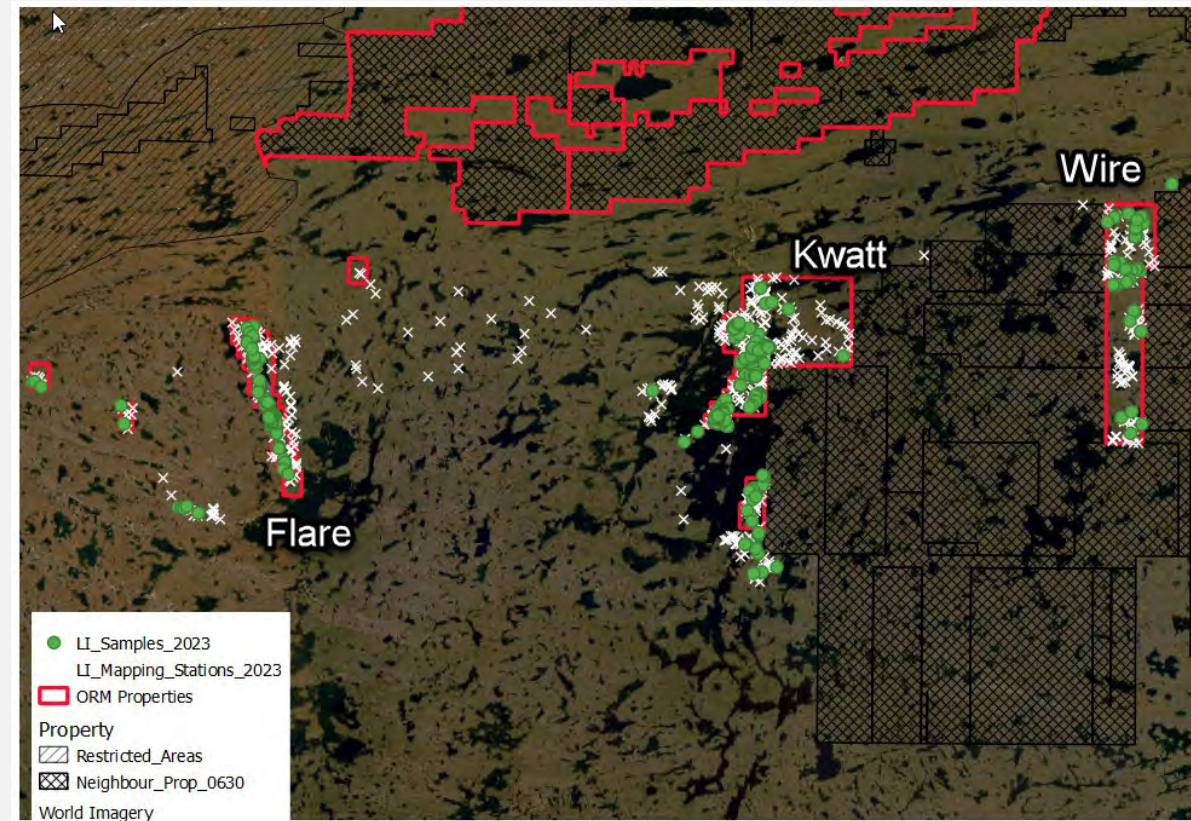 Wire
Kwatt
Flare
LI_Samples_2023
LI_Mapping_Stations_2023
ORM Properties
Property
Restricted_Areas
Neighbour_Prop_0630
World Imagery